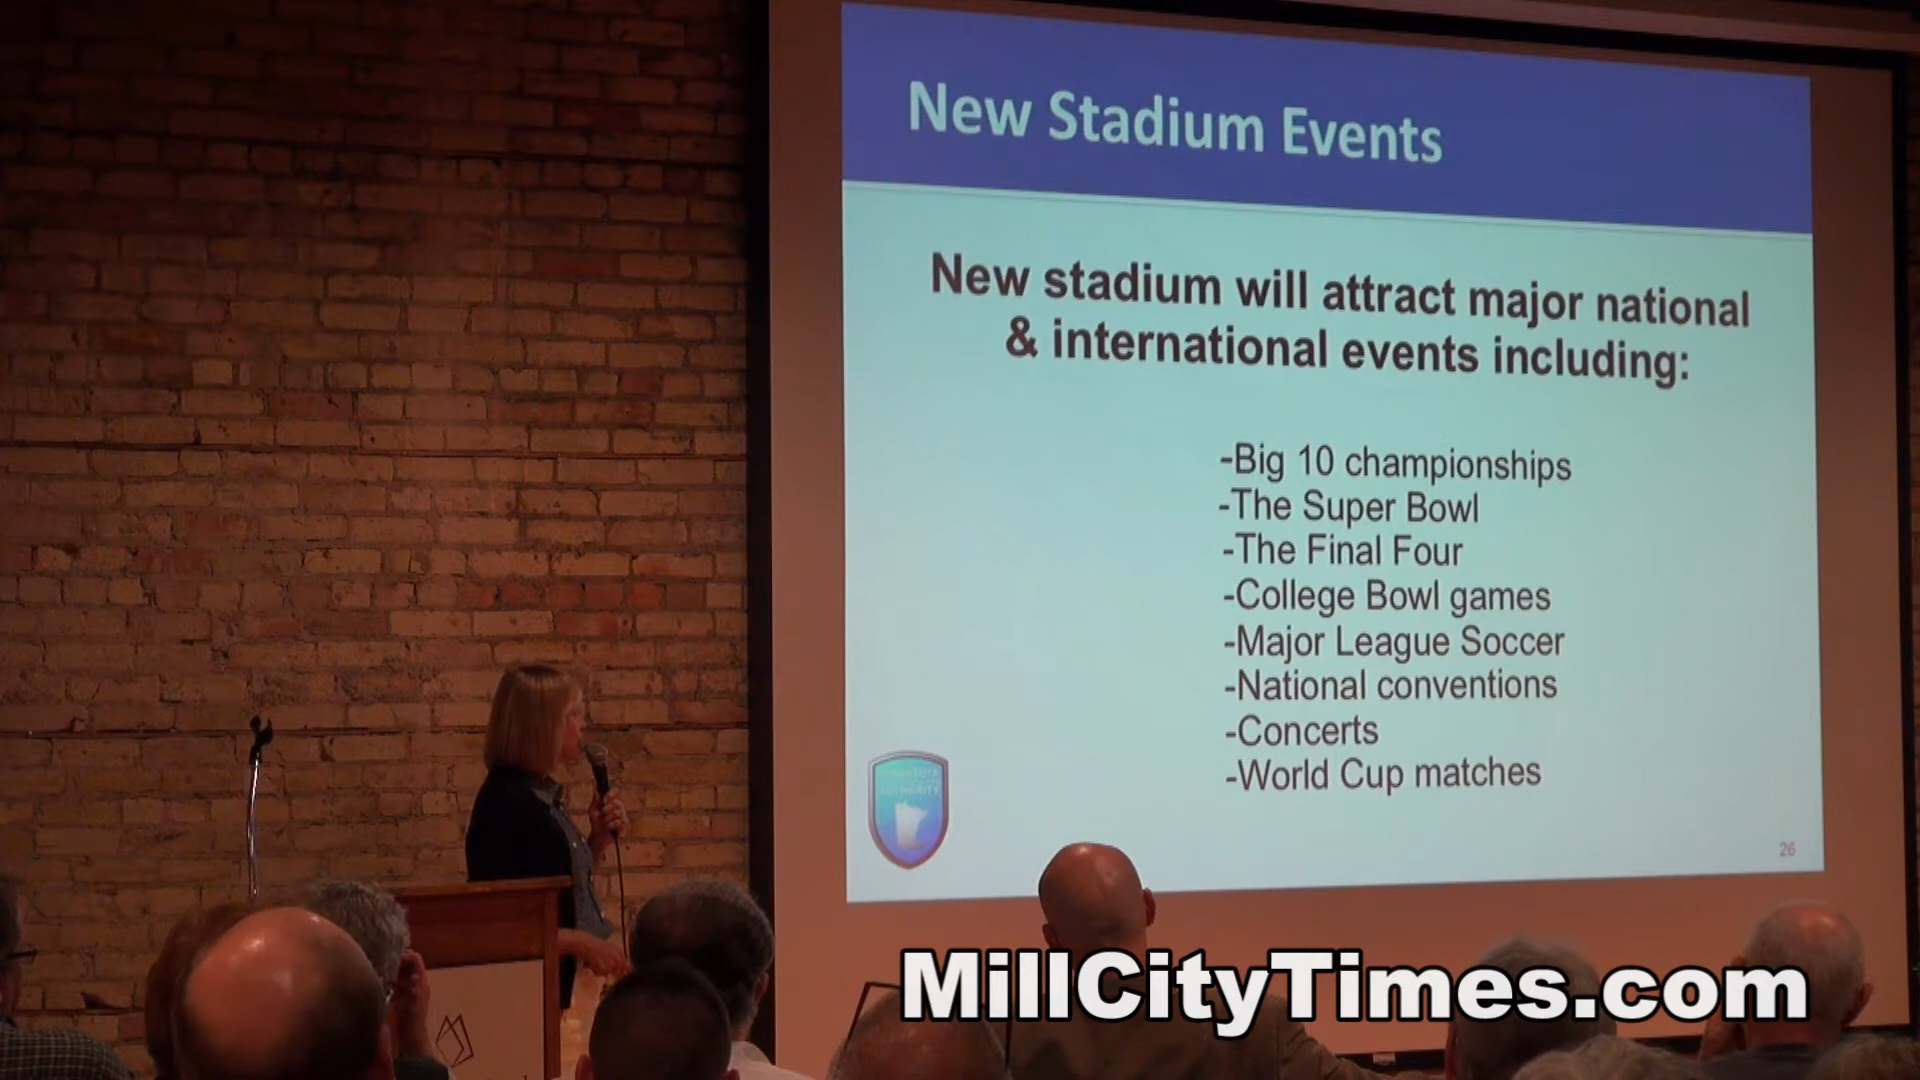 New Stadium Events
New stadium will attract major national
& international events including:
-Big 10 championships
-The Super Bowl
-The Final Four
-College Bowl games
-Major League Soccer
-National conventions
-Concerts
-World Cup matches
AUTHORITY
26
MillCityTimes.com